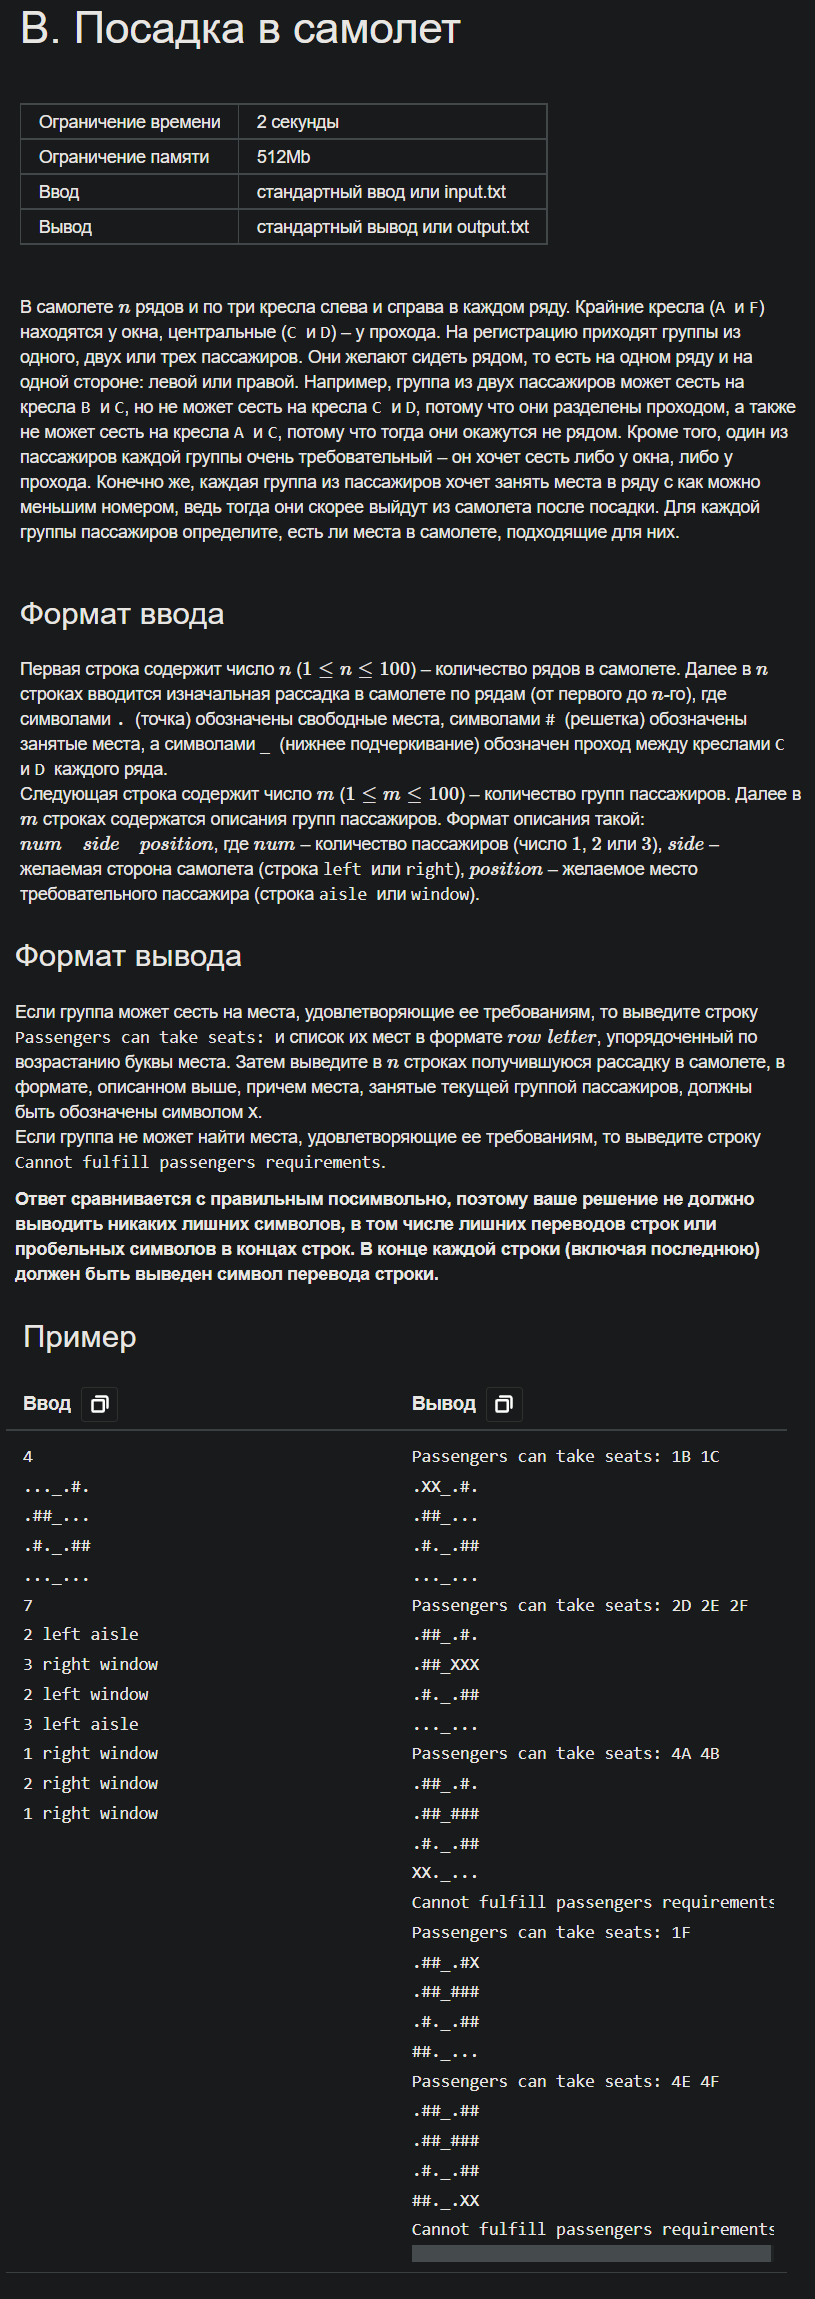 В. Посадка в самолет
Ограничение времени 2 секунды
Ограничение памяти 512Mb
Ввод стандартный ввод или input.txt
Вывод стандартный вывод или output.txt
В самолете n рядов и по три кресла слева и справа в каждом ряду. Крайние кресла (A и F)
находятся у окна, центральные (C и D) – у прохода. На регистрацию приходят группы из
одного, двух или трех пассажиров. Они желают сидеть рядом, то есть на одном ряду и на
одной стороне: левой или правой. Например, группа из двух пассажиров может сесть на
кресла B и C, но не может сесть на кресла C и D, потому что они разделены проходом, а также
не может сесть на кресла A и C, потому что тогда они окажутся не рядом. Кроме того, один из
пассажиров каждой группы очень требовательный – он хочет сесть либо у окна, либо у
прохода. Конечно же, каждая группа из пассажиров хочет занять места в ряду с как можно
меньшим номером, ведь тогда они скорее выйдут из самолета после посадки. Для каждой
группы пассажиров определите, есть ли места в самолете, подходящие для них.
Формат ввода
Первая строка содержит число n (1 ≤ n ≤ 100) – количество рядов в самолете. Далее в n
строках вводится изначальная рассадка в самолете по рядам (от первого до n-го), где
символами . (точка) обозначены свободные места, символами # (решетка) обозначены
занятые места, а символами _ (нижнее подчеркивание) обозначен проход между креслами C
и D каждого ряда.
Следующая строка содержит число m (1 ≤ m ≤ 100) – количество групп пассажиров. Далее в
m строках содержатся описания групп пассажиров. Формат описания такой:
num side position, где num – количество пассажиров (число 1, 2 или 3), side –
желаемая сторона самолета (строка left или right), position – желаемое место
требовательного пассажира (строка aisle или window).
Формат вывода
Если группа может сесть на места, удовлетворяющие ее требованиям, то выведите строку
Passengers can take seats: и список их мест в формате row letter, упорядоченный по
возрастанию буквы места. Затем выведите в n строках получившуюся рассадку в самолете, в
формате, описанном выше, причем места, занятые текущей группой пассажиров, должны
быть обозначены символом X.
Если группа не может найти места, удовлетворяющие ее требованиям, то выведите строку
Cannot fulfill passengers requirements.
Ответ сравнивается с правильным посимвольно, поэтому ваше решение не должно
выводить никаких лишних символов, в том числе лишних переводов строк или
пробельных символов в концах строк. В конце каждой строки (включая последнюю)
должен быть выведен символ перевода строки.
Пример
Ввод
4
..._.#.
.##_...
.#._.##
..._...
7
2 left aisle
3 right window
2 left window
3 left aisle
1 right window
2 right window
1 right window
Вывод
Passengers can take seats: 1B 1C
.XX_.#.
.##_...
.#._.##
..._...
Passengers can take seats: 2D 2E 2F
.##_.#.
.##_XXX
.#._.##
..._...
Passengers can take seats: 4A 4B
.##_.#.
.##_###
.#._.##
XX._...
Cannot fulfill passengers requirements
Passengers can take seats: 1F
.##_.#X
.##_###
.#._.##
##._...
Passengers can take seats: 4E 4F
.##_.##
.##_###
.#._.##
##._.XX
Cannot fulfill passengers requirements